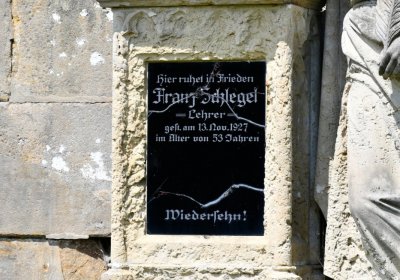 Hier ruhet in Frieden
Franz Schlegel
Lehrer
gest. am 13. Nov. 1927
im Alter von 53 Jahren
Wiedersehn!